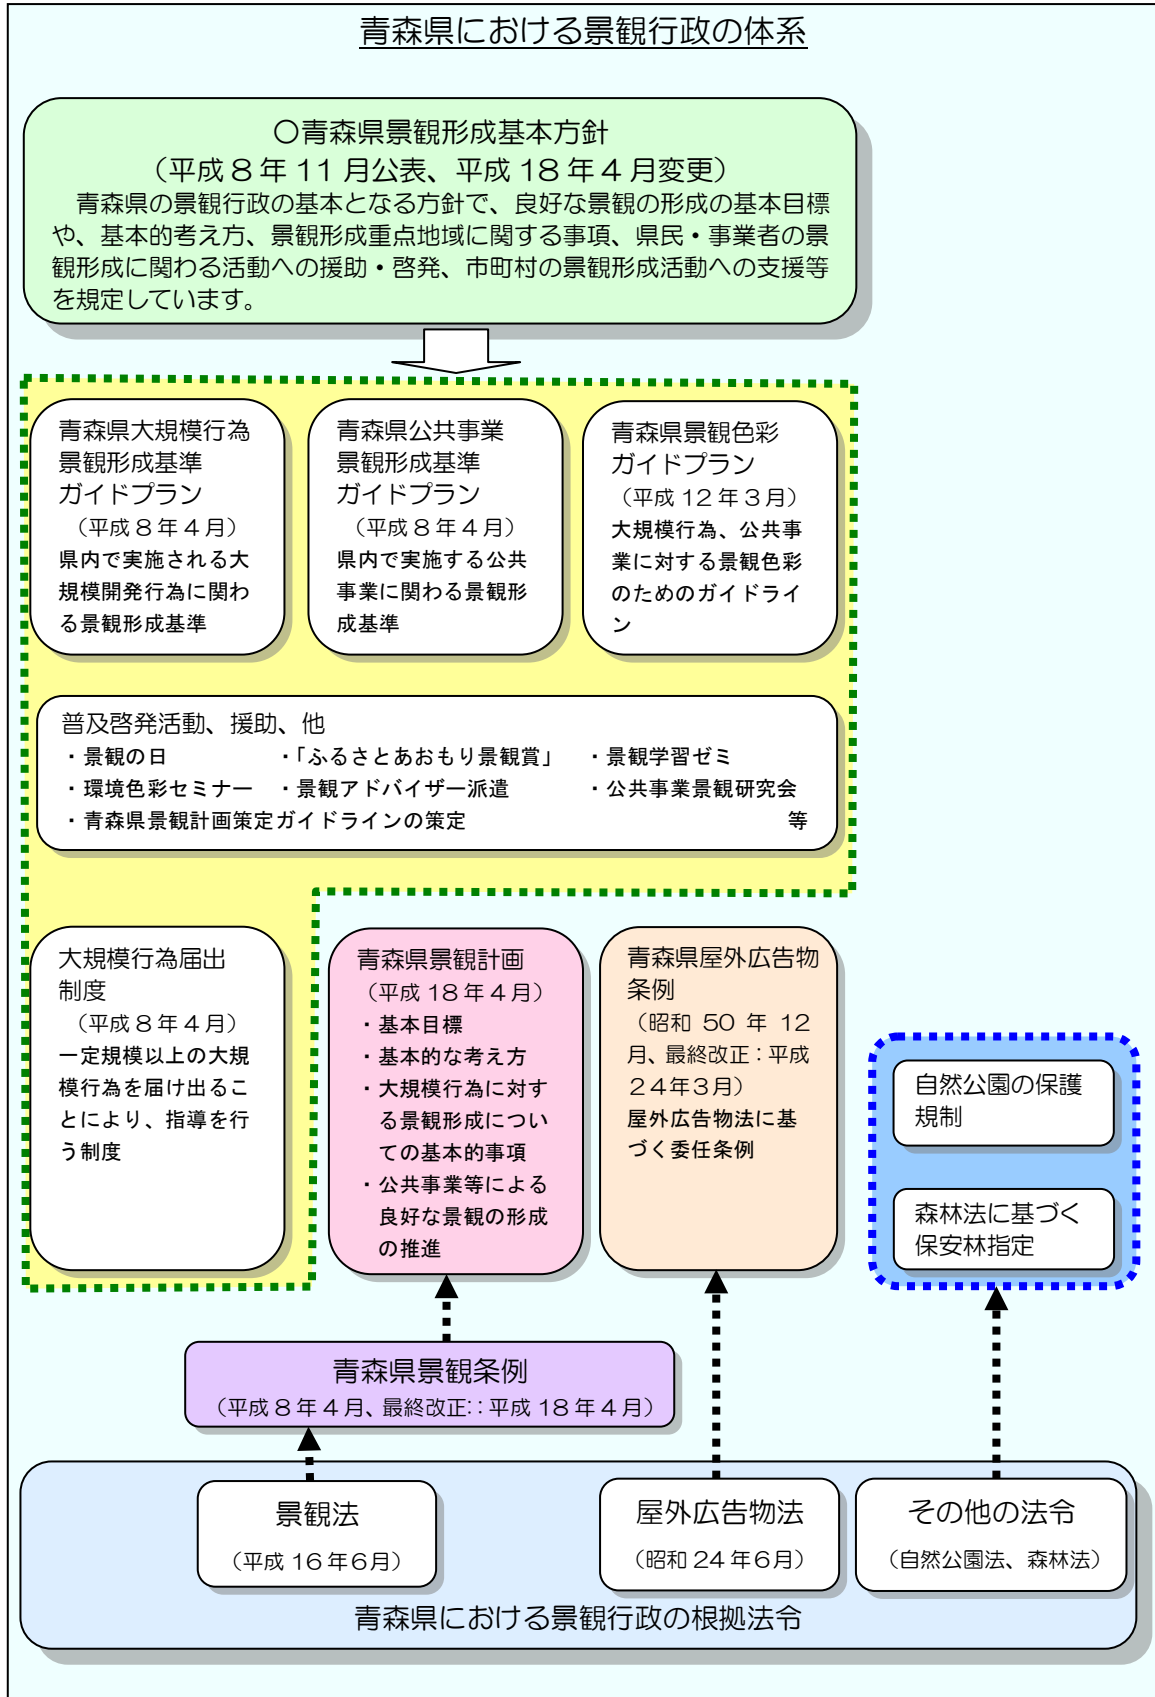 青森県における景観行政の体系
○青森県景観形成基本方針
（平成8年11月公表、平成18年4月変更）
青森県の景観行政の基本となる方針で、良好な景観の形成の基本目標
や、基本的考え方、景観形成重点地域に関する事項、県民・事業者の景
観形成に関わる活動への援助・啓発、市町村の景観形成活動への支援等
を規定しています。
青森県大規模行為
景観形成基準
ガイドプラン
（平成8年4月）
県内で実施される大
規模開発行為に関わ
る景観形成基準
青森県公共事業
景観形成基準
ガイドプラン
（平成8年4月）
県内で実施する公共
事業に関わる景観形
成基準
青森県景観色彩
ガイドプラン
（平成12年3月）
大規模行為、公共事
業に対する景観色彩
のためのガイドライ
ン
普及啓発活動、援助、他
・景観の日 ・「ふるさとあおもり景観賞」 ・景観学習ゼミ
・環境色彩セミナー ・景観アドバイザー派遣 ・公共事業景観研究会
・青森県景観計画策定ガイドラインの策定 等
大規模行為届出
制度
（平成8年4月）
一定規模以上の大規
模行為を届け出るこ
とにより、指導を行
う制度
青森県景観計画
（平成18年4月）
・基本目標
・基本的な考え方
・大規模行為に対す
る景観形成につい
ての基本的事項
・公共事業等による
良好な景観の形成
の推進
青森県屋外広告物
条例
（昭和50年12
月、最終改正：平成
24年3月）
屋外広告物法に基
づく委任条例
自然公園の保護
規制
森林法に基づく
保安林指定
青森県景観条例
（平成8年4月、最終改正：：平成18年4月）
景観法
（平成16年6月）
屋外広告物法
（昭和24年6月）
その他の法令
（自然公園法、森林法）
青森県における景観行政の根拠法令